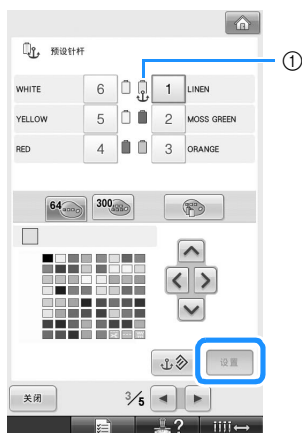 预设针杆
①
WHITE 6 1 LINEN
YELLOW 5 2 MOSS GREEN
RED 4 3 ORANGE
64 300
设置
关闭 3/5
?